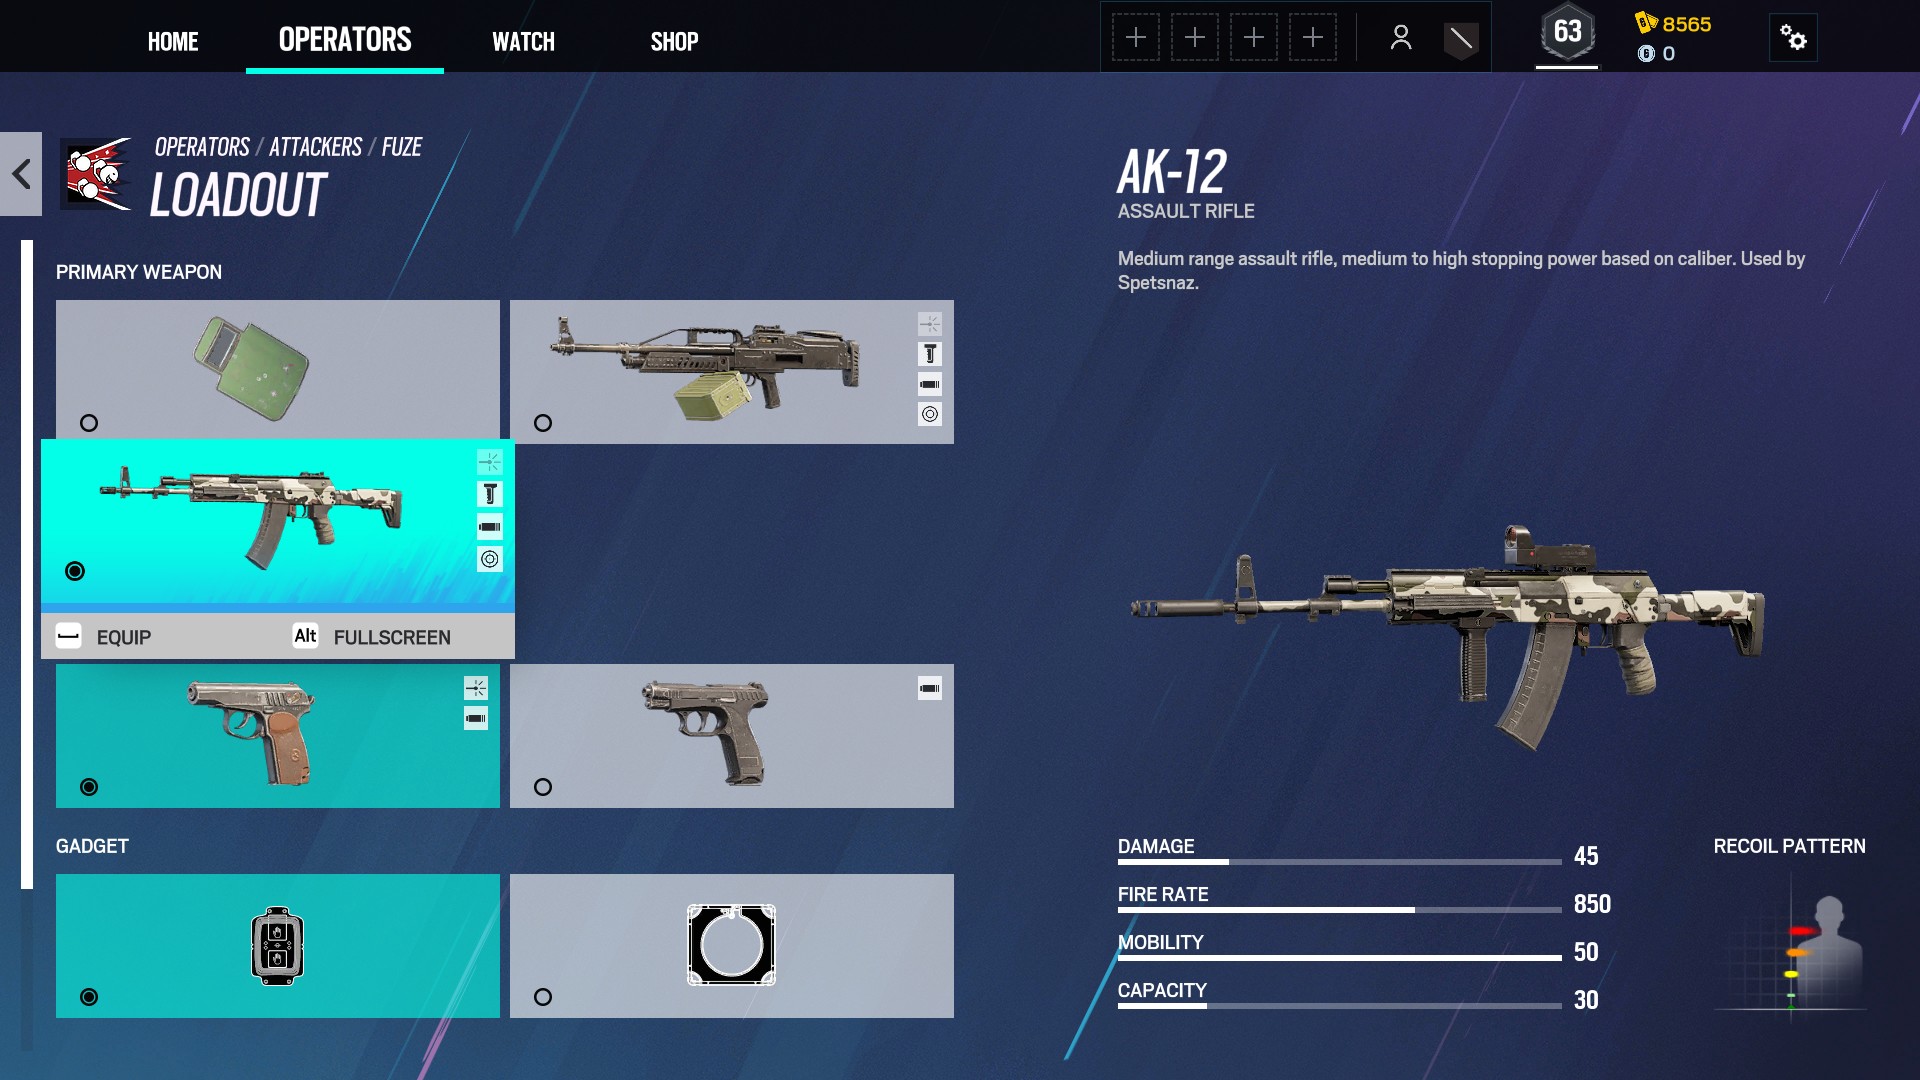 HOME
OPERATORS
WATCH
SHOP
63
8565
0
OPERATORS / ATTACKERS / FUZE
LOADOUT
PRIMARY WEAPON
EQUIP
Alt FULLSCREEN
GADGET
AK-12
ASSAULT RIFLE
Medium range assault rifle, medium to high stopping power based on caliber. Used by
Spetsnaz.
DAMAGE 45
FIRE RATE 850
MOBILITY 50
CAPACITY 30
RECOIL PATTERN